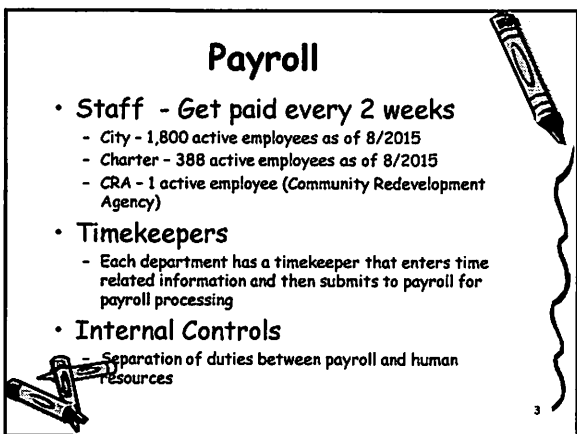 Payroll
• Staff - Get paid every 2 weeks
- City - 1,800 active employees as of 8/2015
- Charter - 388 active employees as of 8/2015
- CRA - 1 active employee (Community Redevelopment
Agency)
• Timekeepers
- Each department has a timekeeper that enters time
related information and then submits to payroll for
payroll processing
• Internal Controls
- Separation of duties between payroll and human
resources
3